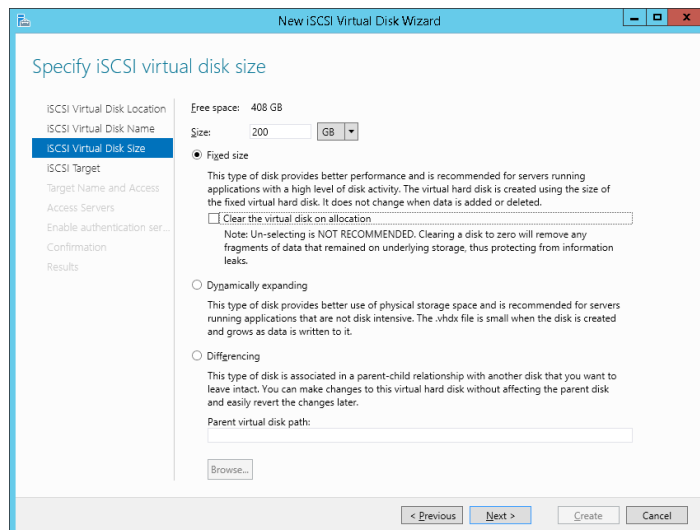 New iSCSI Virtual Disk Wizard
Specify iSCSI virtual disk size
iSCSI Virtual Disk Location
iSCSI Virtual Disk Name
iSCSI Virtual Disk Size
iSCSI Target
Target Name and Access
Access Servers
Enable authentication ser...
Confirmation
Results
Free space: 408 GB
Size: 200 GB
Fixed size
This type of disk provides better performance and is recommended for servers running
applications with a high level of disk activity. The virtual hard disk is created using the size of
the fixed virtual hard disk. It does not change when data is added or deleted.
Clear the virtual disk on allocation
Note: Un-selecting is NOT RECOMMENDED. Clearing a disk to zero will remove any
fragments of data that remained on underlying storage, thus protecting from information
leaks.
Dynamically expanding
This type of disk provides better use of physical storage space and is recommended for servers
running applications that are not disk intensive. The .vhdx file is small when the disk is created
and grows as data is written to it.
Differencing
This type of disk is associated in a parent-child relationship with another disk that you want to
leave intact. You can make changes to this virtual hard disk without affecting the parent disk
and easily revert the changes later.
Parent virtual disk path:
Browse...
< Previous Next > Create Cancel